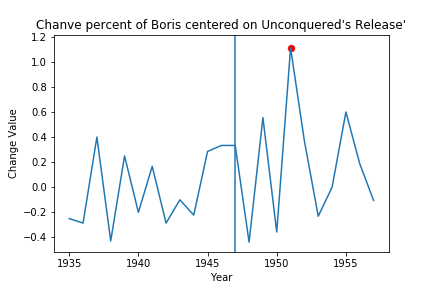 Chanve percent of Boris centered on Unconquered's Release'
1.2
1.0
0.8
0.6
0.4
0.2
0.0
−0.2
−0.4
Change Value
1935 1940 1945 1950 1955
Year